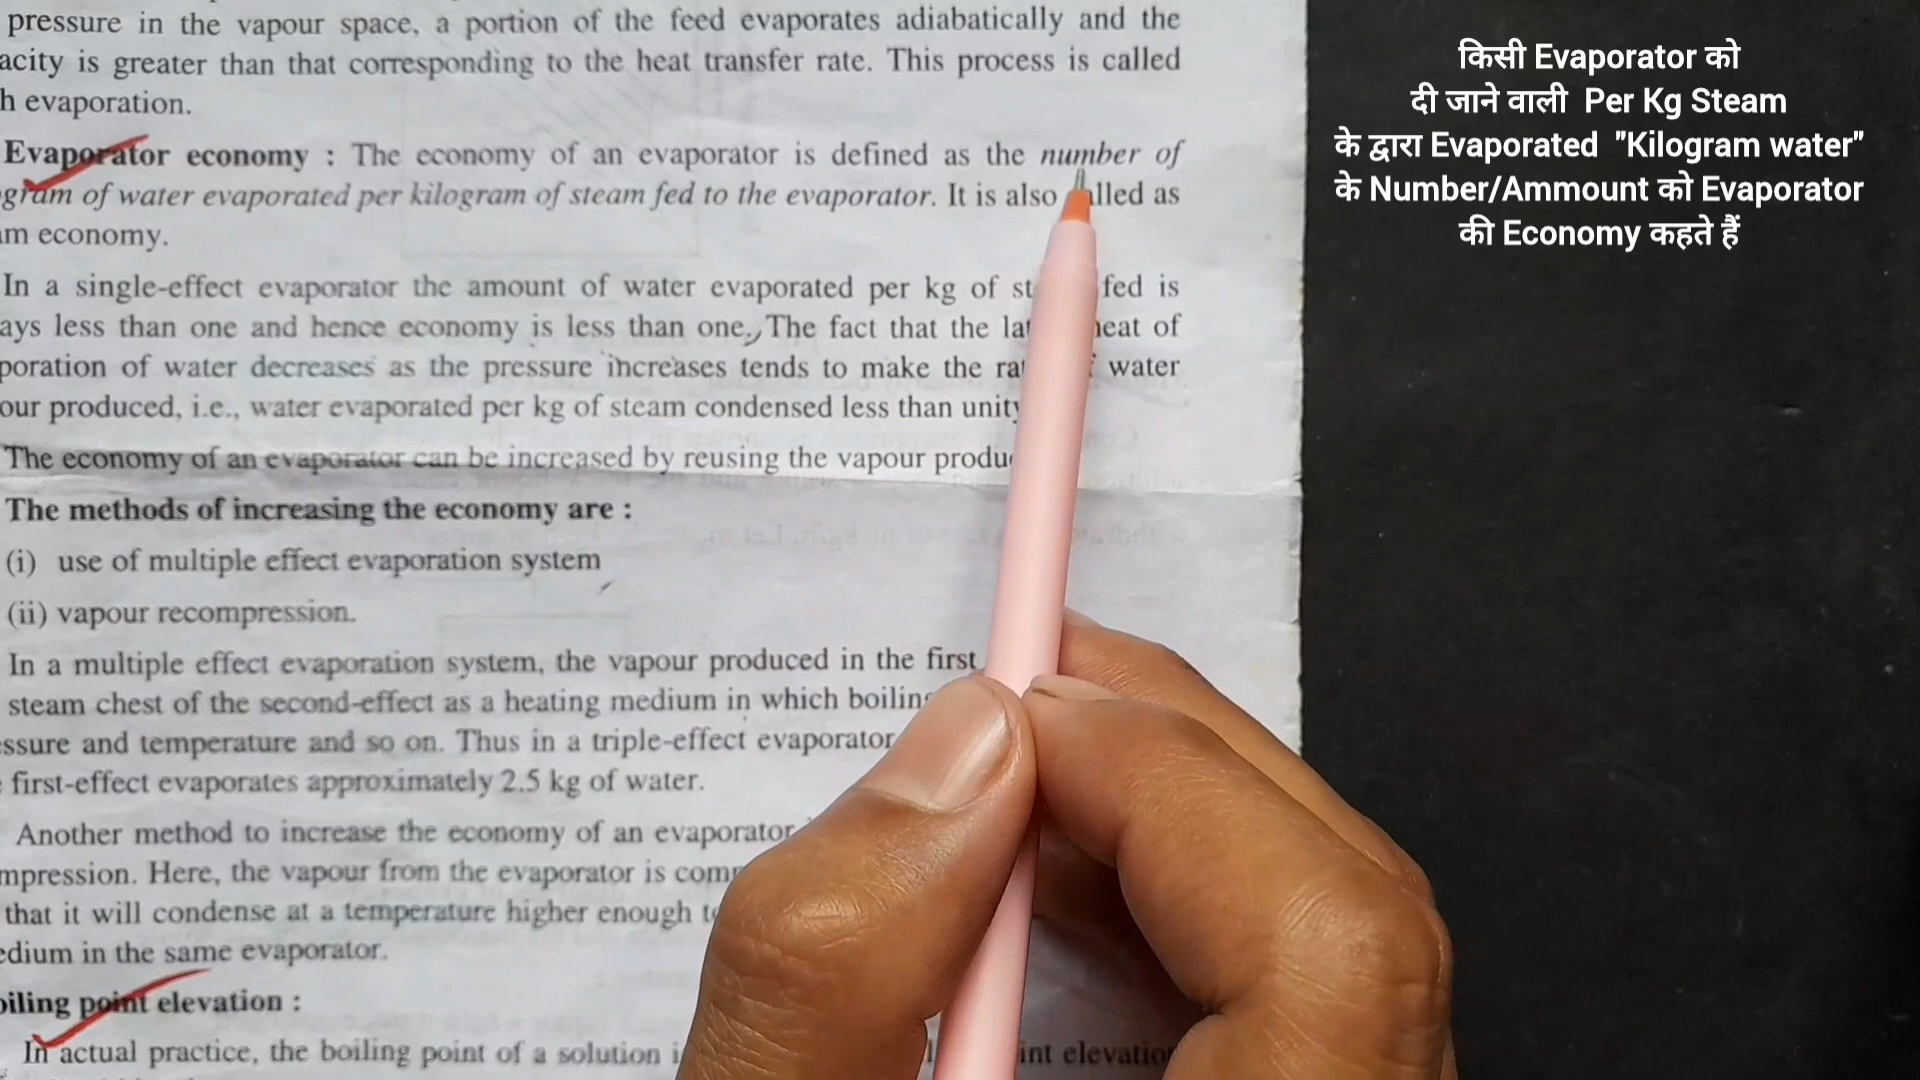 pressure in the vapour space, a portion of the feed evaporates adiabatically and the
acity is greater than that corresponding to the heat transfer rate. This process is called
h evaporation.
Evaporator economy : The economy of an evaporator is defined as the number of
gram of water evaporated per kilogram of steam fed to the evaporator. It is also alled as
am economy.
In a single-effect evaporator the amount of water evaporated per kg of st fed is
ays less than one and hence economy is less than one. The fact that the la heat of
poration of water decreases as the pressure increases tends to make the ra water
our produced, i.e., water evaporated per kg of steam condensed less than unity
The economy of an evaporator can be increased by reusing the vapour produ
The methods of increasing the economy are :
(i) use of multiple effect evaporation system
(ii) vapour recompression.
In a multiple effect evaporation system, the vapour produced in the first
steam chest of the second-effect as a heating medium in which boilin
ssure and temperature and so on. Thus in a triple-effect evaporator
first-effect evaporates approximately 2.5 kg of water.
Another method to increase the economy of an evaporator
mpression. Here, the vapour from the evaporator is com
that it will condense at a temperature higher enough t
edium in the same evaporator.
oiling point elevation :
In actual practice, the boiling point of a solution i int elevation
किसी Evaporator को
दी जाने वाली Per Kg Steam
के द्वारा Evaporated "Kilogram water"
के Number/Ammount को Evaporator
की Economy कहते हैं